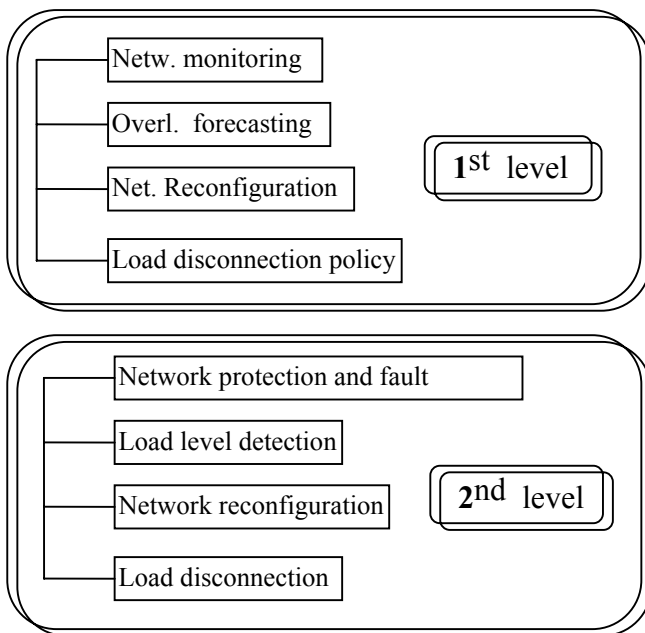 Netw. monitoring
Overl. forecasting
Net. Reconfiguration
Load disconnection policy
1st level
Network protection and fault
Load level detection
Network reconfiguration
Load disconnection
2nd level